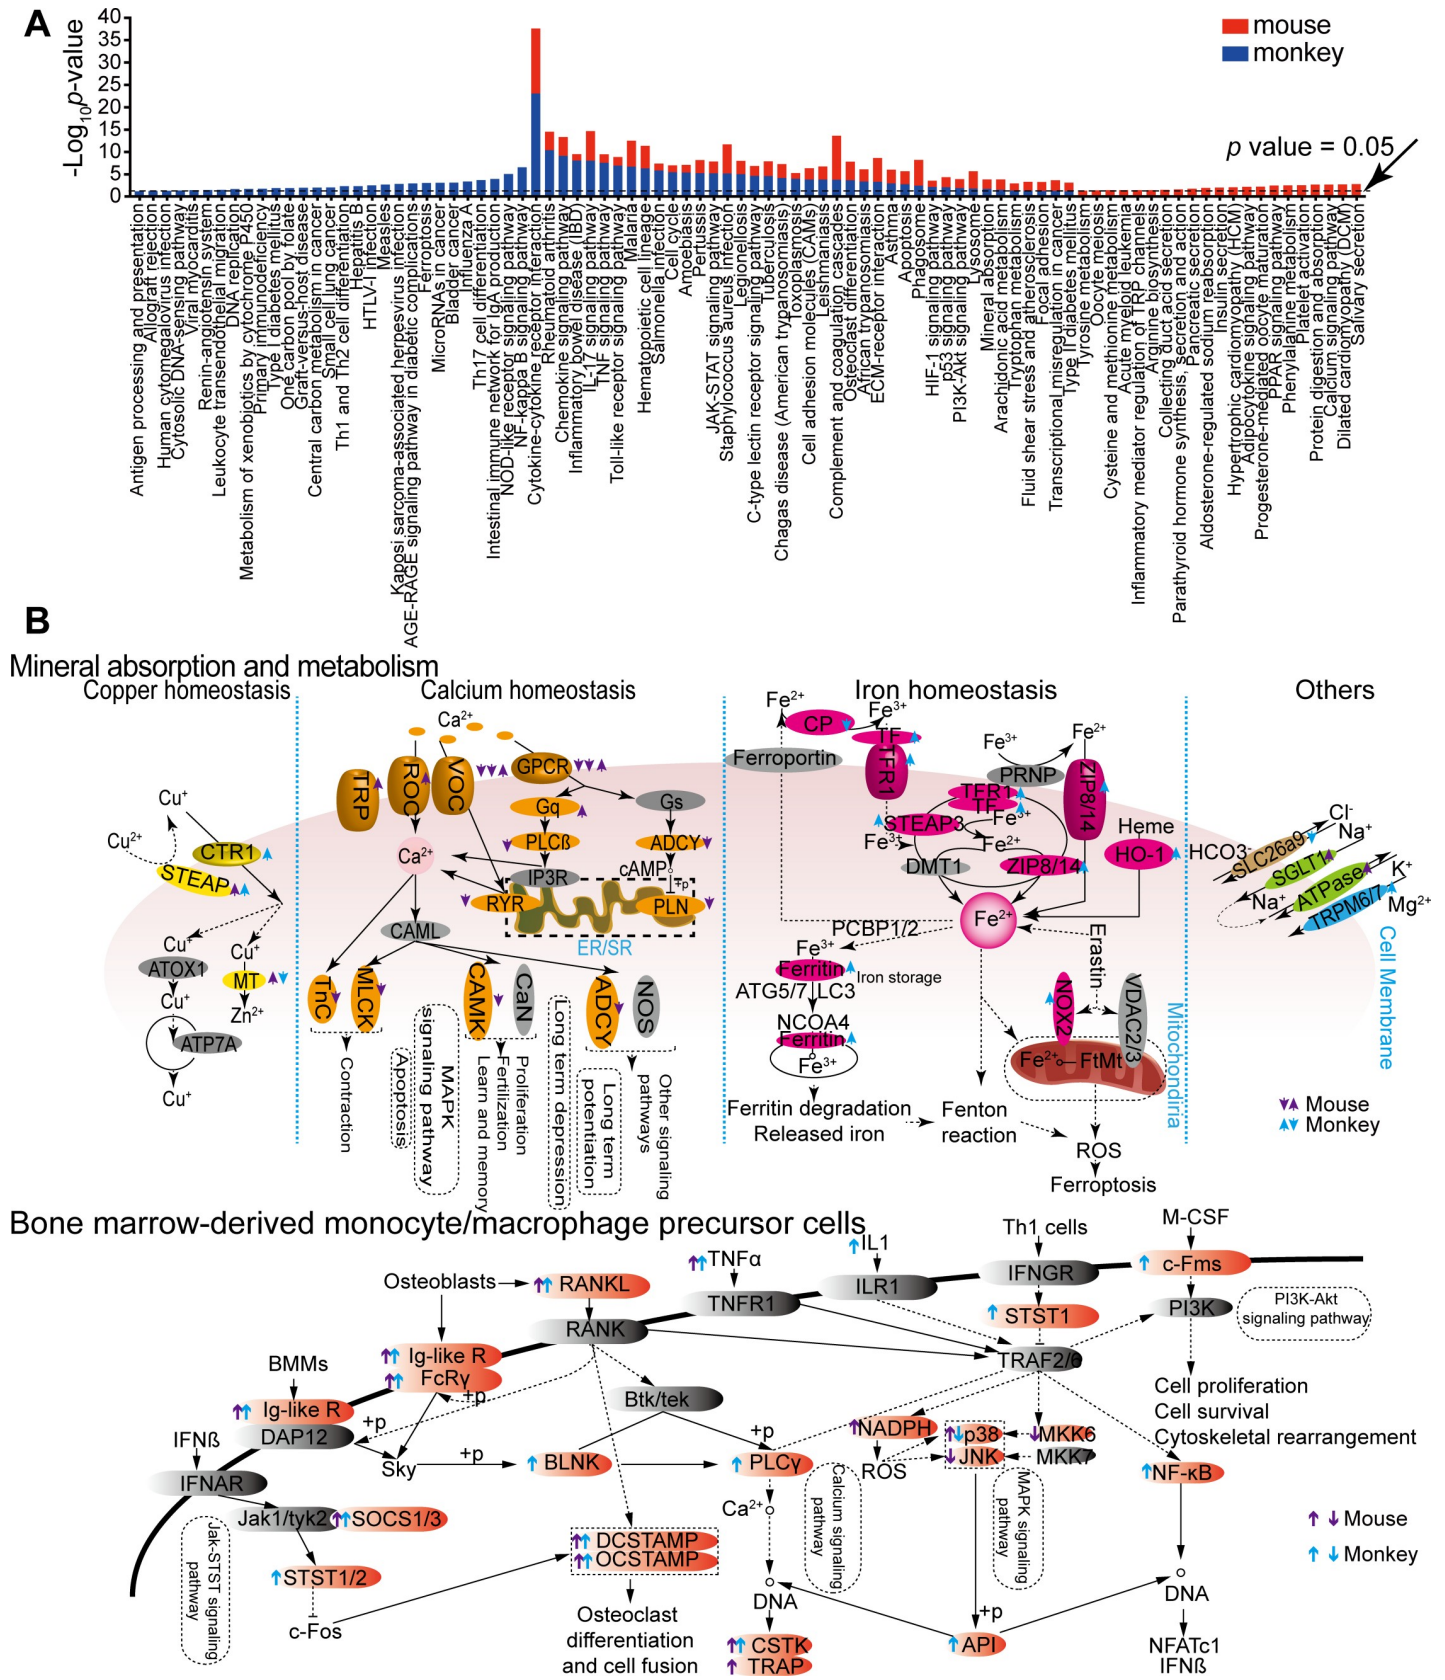 A
40
35
30
25
20
15
10
5
0
-Log10p-value
mouse
monkey
p value = 0.05
Antigen processing and presentation
Allograft rejection
Human cytomegalovirus infection
Cytosolic DNA-sensing pathway
Viral myocarditis
Renin-angiotensin system
Leukocyte transendothelial migration
DNA replication
Metabolism of xenobiotics by cytochrome P450
Primary immunodeficiency
Type I diabetes mellitus
One carbon pool by folate
Graft-versus-host disease
Central carbon metabolism in cancer
Small cell lung cancer
Th1 and Th2 cell differentiation
Hepatitis B
HTLV-I infection
Measles
Kaposi sarcoma-associated herpesvirus infection
AGE-RAGE signaling pathway in diabetic complications
Ferroptosis
MicroRNAs in cancer
Bladder cancer
Influenza A
Th17 cell differentiation
Intestinal immune network for IgA production
NOD-like receptor signaling pathway
NF-kappa B signaling pathway
Cytokine-cytokine receptor interaction
Rheumatoid arthritis
Chemokine signaling pathway
Inflammatory bowel disease (IBD)
IL-17 signaling pathway
TNF signaling pathway
Toll-like receptor signaling pathway
Malaria
Hematopoietic cell lineage
Salmonella infection
Cell cycle
Amoebiasis
Pertussis
JAK-STAT signaling pathway
Staphylococcus aureus infection
Legionellosis
C-type lectin receptor signaling pathway
Tuberculosis
Chagas disease (American trypanosomiasis)
Toxoplasmosis
Cell adhesion molecules (CAMs)
Leishmaniasis
Complement and coagulation cascades
Osteoclast differentiation
African trypanosomiasis
ECM-receptor interaction
Asthma
Apoptosis
Phagosome
HIF-1 signaling pathway
p53 signaling pathway
PI3K-Akt signaling pathway
Lysosome
Mineral absorption
Arachidonic acid metabolism
Tryptophan metabolism
Fluid shear stress and atherosclerosis
Focal adhesion
Transcriptional misregulation in cancer
Type II diabetes mellitus
Tyrosine metabolism
Oocyte meiosis
Cysteine and methionine metabolism
Acute myeloid leukemia
Inflammatory mediator regulation of TRP channels
Arginine biosynthesis
Collecting duct acid secretion
Parathyroid hormone synthesis, secretion and action
Pancreatic secretion
Aldosterone-regulated sodium reabsorption
Insulin secretion
Hypertrophic cardiomyopathy (HCM)
Adipocytokine signaling pathway
Progesterone-mediated oocyte maturation
PPAR signaling pathway
Phenylalanine metabolism
Platelet activation
Protein digestion and absorption
Calcium signaling pathway
Dilated cardiomyopathy (DCM)
Salivary secretion
B
Mineral absorption and metabolism
Copper homeostasis
Calcium homeostasis
Iron homeostasis
Others
Cu+
Cu2+
CTR1
STEAP
Cu+
ATOX1
Cu+
ATP7A
Cu+
Cu+
MT
Zn2+
Ca2+
TRP
ROC
VOC
GPCR
Gq
Gs
PLCß
ADCY
Ca2+
IP3R
cAMP
+p
RYR
PLN
ER/SR
CAML
TnC
MLCK
CAMK
CaN
ADCY
NOS
Contraction
Apoptosis
MAPK
signaling pathway
Proliferation
Fertilization
Learn and memory
Long term depression
Long term
potentiation
Other signaling
pathways
Fe2+
CP
Fe3+
TF
TFR1
Ferroportin
Fe3+
Fe2+
PRNP
ZIP8/14
TFR1
TF
STEAP3
Fe3+
Fe3+
Fe2+
DMT1
ZIP8/14
Heme
HO-1
Fe2+
PCBP1/2
Fe3+
Ferritin
Iron storage
ATG5/7 LC3
NCOA4
Ferritin
Fe3+
Ferritin degradation
Released iron
Fenton
reaction
Erastin
NOX2
VDAC2/3
Fe2+
FtMt
Mitochondiria
ROS
Ferroptosis
HCO3-
SLC26a9
Cl-
Na+
SGLT1
Na+
ATPase
K+
TRPM6/7
Mg2+
Cell Membrane
Mouse
Monkey
Bone marrow-derived monocyte/macrophage precursor cells
Osteoblasts
RANKL
RANK
TNFα
TNFR1
IL1
ILR1
Th1 cells
IFNGR
STST1
M-CSF
c-Fms
PI3K
PI3K-Akt
signaling pathway
TRAF2/6
Ig-like R
FcRγ
+p
BMMs
Ig-like R
DAP12
+p
IFNß
IFNAR
Sky
+p
Btk/tek
BLNK
+p
PLCγ
NADPH
ROS
p38
JNK
MKK6
MKK7
Cell proliferation
Cell survival
Cytoskeletal rearrangement
NF-κB
Jak1/tyk2
SOCS1/3
Jak-STST signaling
pathway
STST1/2
c-Fos
DCSTAMP
OCSTAMP
Osteoclast
differentiation
and cell fusion
Ca2+
Calcium signaling
pathway
DNA
CSTK
TRAP
MAPK signaling
pathway
+p
API
DNA
NFATc1
IFNß
Mouse
Monkey